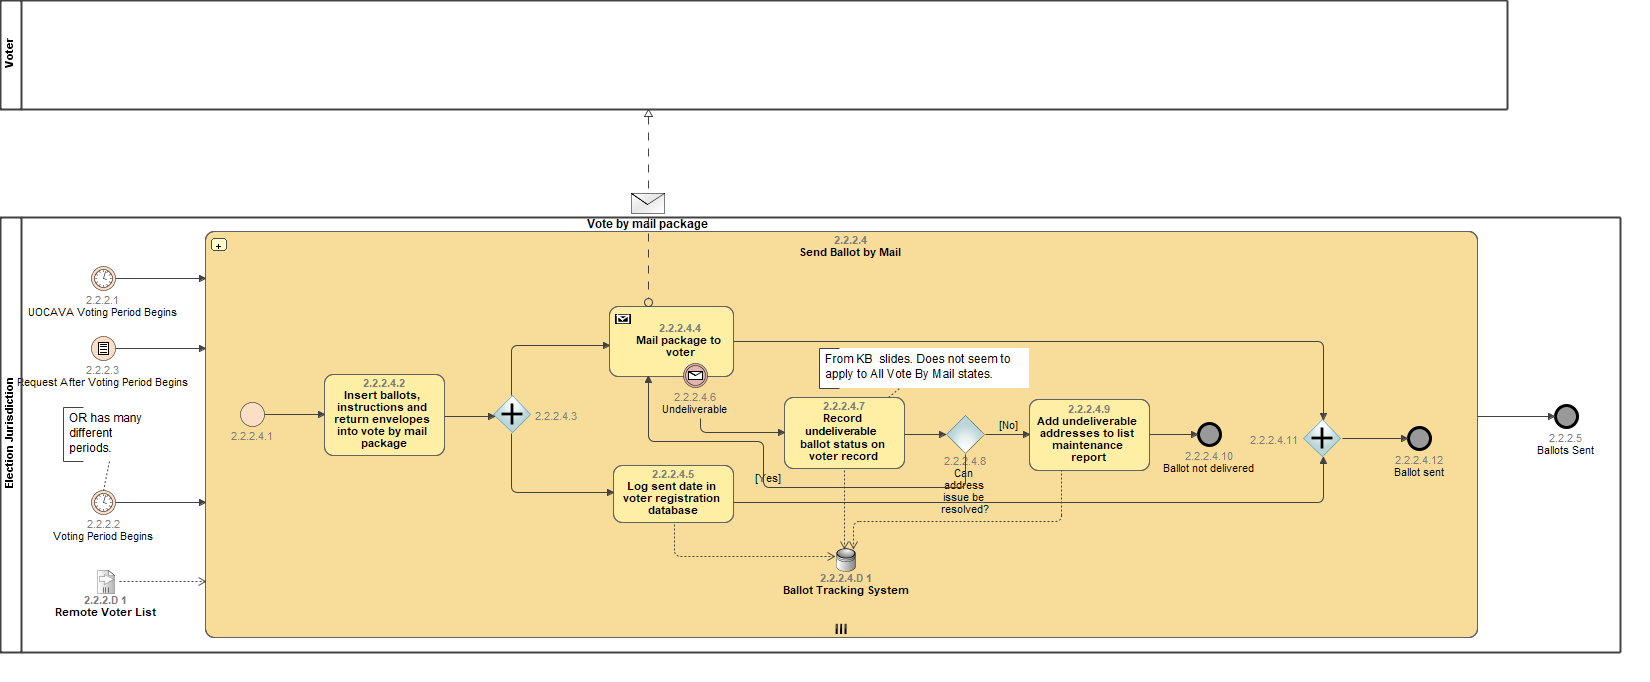 Voter
Vote by mail package
Election Jurisdiction
2.2.2.4
Send Ballot by Mail
2.2.2.1
UOCAVA Voting Period Begins
2.2.2.3
Request After Voting Period Begins
OR has many
different
periods.
2.2.2.2
Voting Period Begins
2.2.2.D 1
Remote Voter List
2.2.2.4.1
2.2.2.4.2
Insert ballots,
instructions and
return envelopes
into vote by mail
package
2.2.2.4.3
2.2.2.4.4
Mail package to
voter
2.2.2.4.6
Undeliverable
2.2.2.4.5
Log sent date in
voter registration
database
From KB slides. Does not seem to
apply to All Vote By Mail states.
2.2.2.4.7
Record
undeliverable
ballot status on
voter record
[Yes]
2.2.2.4.8
Can
address
issue be
resolved?
[No]
2.2.2.4.9
Add undeliverable
addresses to list
maintenance
report
2.2.2.4.10
Ballot not delivered
2.2.2.4.11
2.2.2.4.12
Ballot sent
2.2.2.5
Ballots Sent
2.2.2.4.D 1
Ballot Tracking System